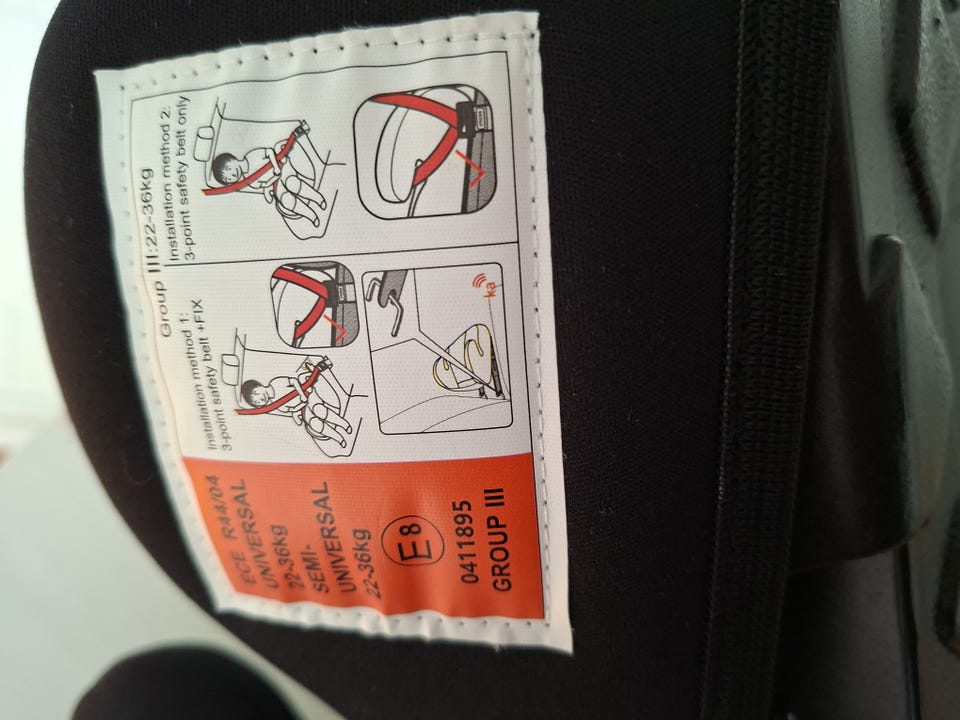 ECE R44/04
UNIVERSAL
22-36kg
SEMI-
UNIVERSAL
22-36kg
E8
0411895
GROUP III
Group III:22-36kg
Installation method 1:
3-point safety belt +FIX
ka
Installation method 2:
3-point safety belt only